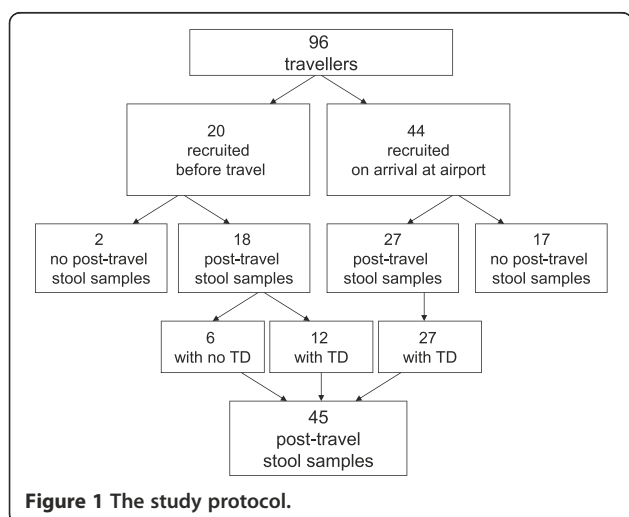 96
travellers
20
recruited
before travel
44
recruited
on arrival at airport
2
no post-travel
stool samples
18
post-travel
stool samples
27
post-travel
stool samples
17
no post-travel
stool samples
6
with no TD
12
with TD
27
with TD
45
post-travel
stool samples
Figure 1 The study protocol.